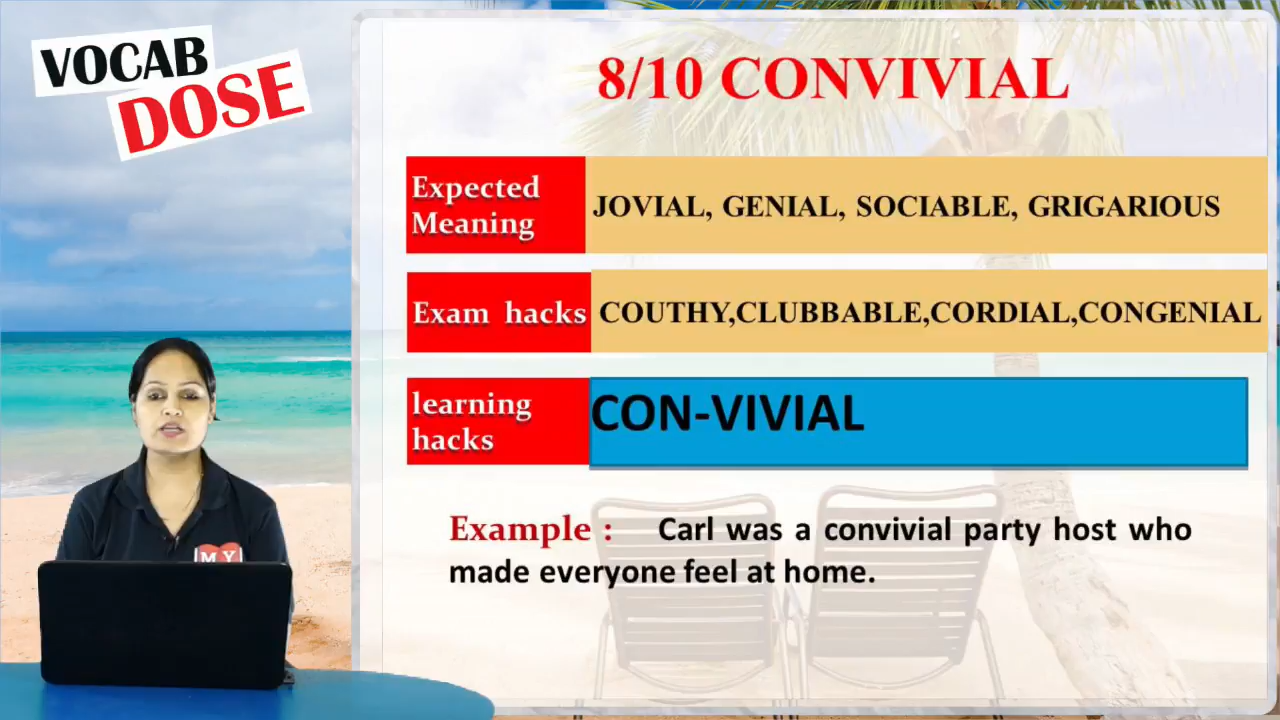 VOCAB
DOSE
8/10 CONVIVIAL
Expected
Meaning
JOVIAL, GENIAL, SOCIABLE, GRIGARIOUS
Exam hacks
COUTHY,CLUBBABLE,CORDIAL,CONGENIAL
learning
hacks
CON-VIVIAL
Example : Carl was a convivial party host who
made everyone feel at home.
MY